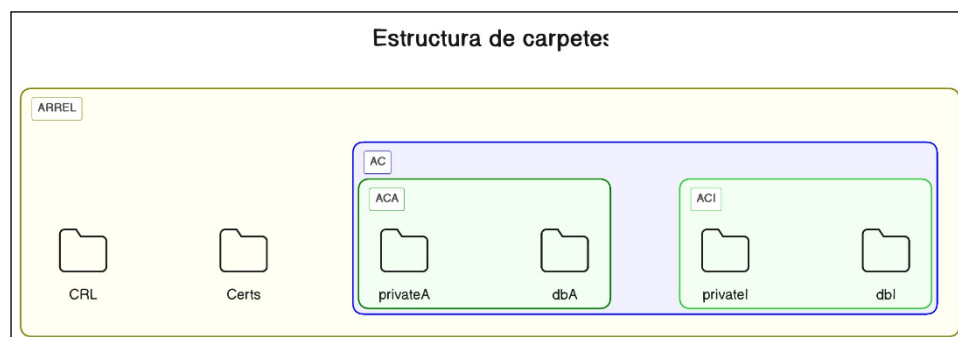 Estructura de carpetes
ARREL
AC
ACA
ACI
CRL
Certs
privateA
dbA
privateI
dbI